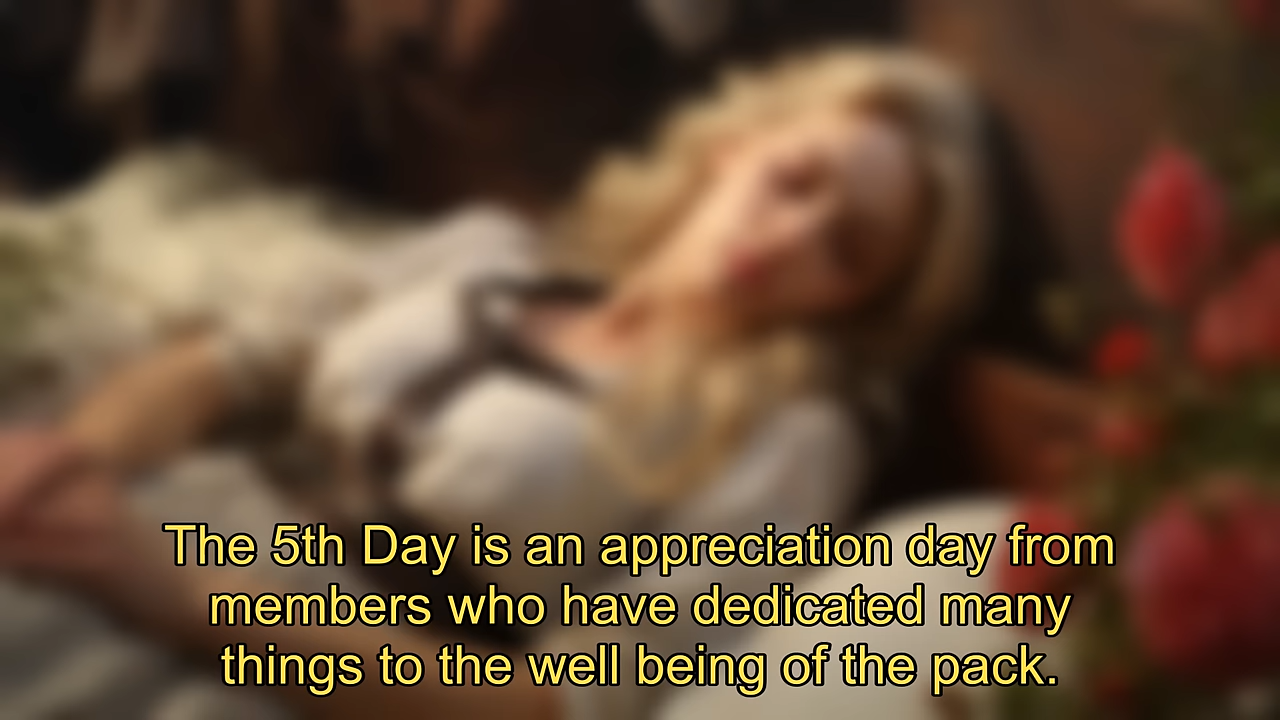 The 5th Day is an appreciation day from
members who have dedicated many
things to the well being of the pack.